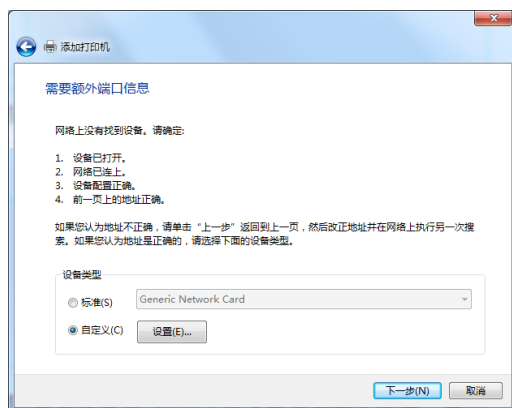 添加打印机
需要额外端口信息
网络上没有找到设备。请确定:
1. 设备已打开。
2. 网络已连上。
3. 设备配置正确。
4. 前一页上的地址正确。
如果您认为地址不正确，请单击“上一步”返回到上一页，然后改正地址并在网络上执行另一次搜
索。如果您认为地址是正确的，请选择下面的设备类型。
设备类型
标准(S) Generic Network Card
自定义(C) 设置(E)...
下一步(N) 取消